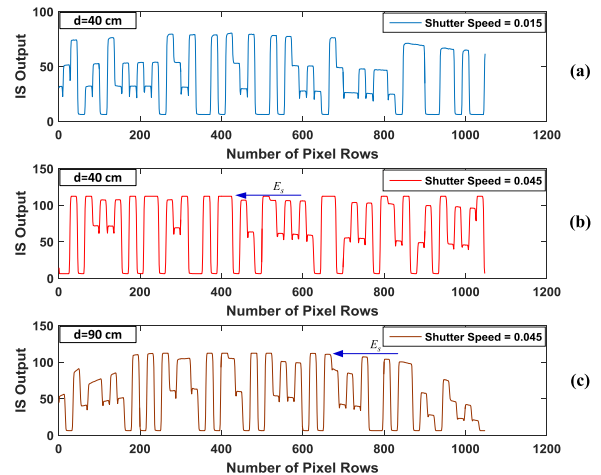 d=40 cm
Shutter Speed = 0.015
100
50
0
IS Output
0 200 400 600 800 1000 1200
Number of Pixel Rows
(a)
d=40 cm
E_s
Shutter Speed = 0.045
150
100
50
0
IS Output
0 200 400 600 800 1000 1200
Number of Pixel Rows
(b)
d=90 cm
E_s
Shutter Speed = 0.045
150
100
50
0
IS Output
0 200 400 600 800 1000 1200
Number of Pixel Rows
(c)